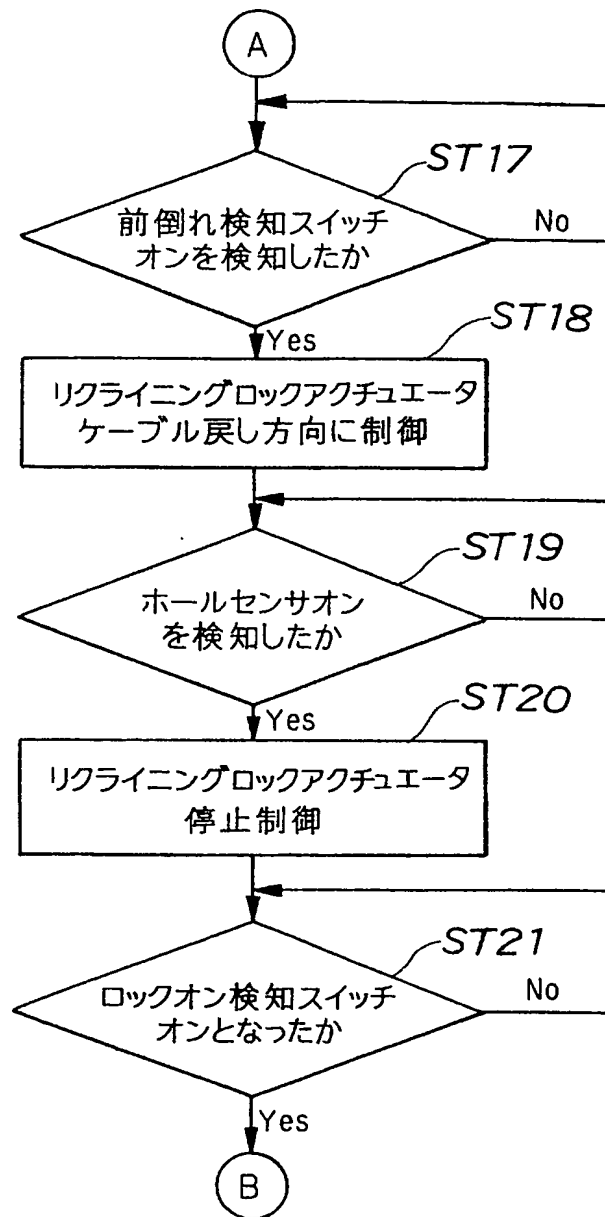 A
ST17
前倒れ検知スイッチ
オンを検知したか
No
Yes
ST18
リクライニングロックアクチュエータ
ケーブル戻し方向に制御
ST19
ホールセンサオン
を検知したか
No
Yes
ST20
リクライニングロックアクチュエータ
停止制御
ST21
ロックオン検知スイッチ
オンとなったか
No
Yes
B